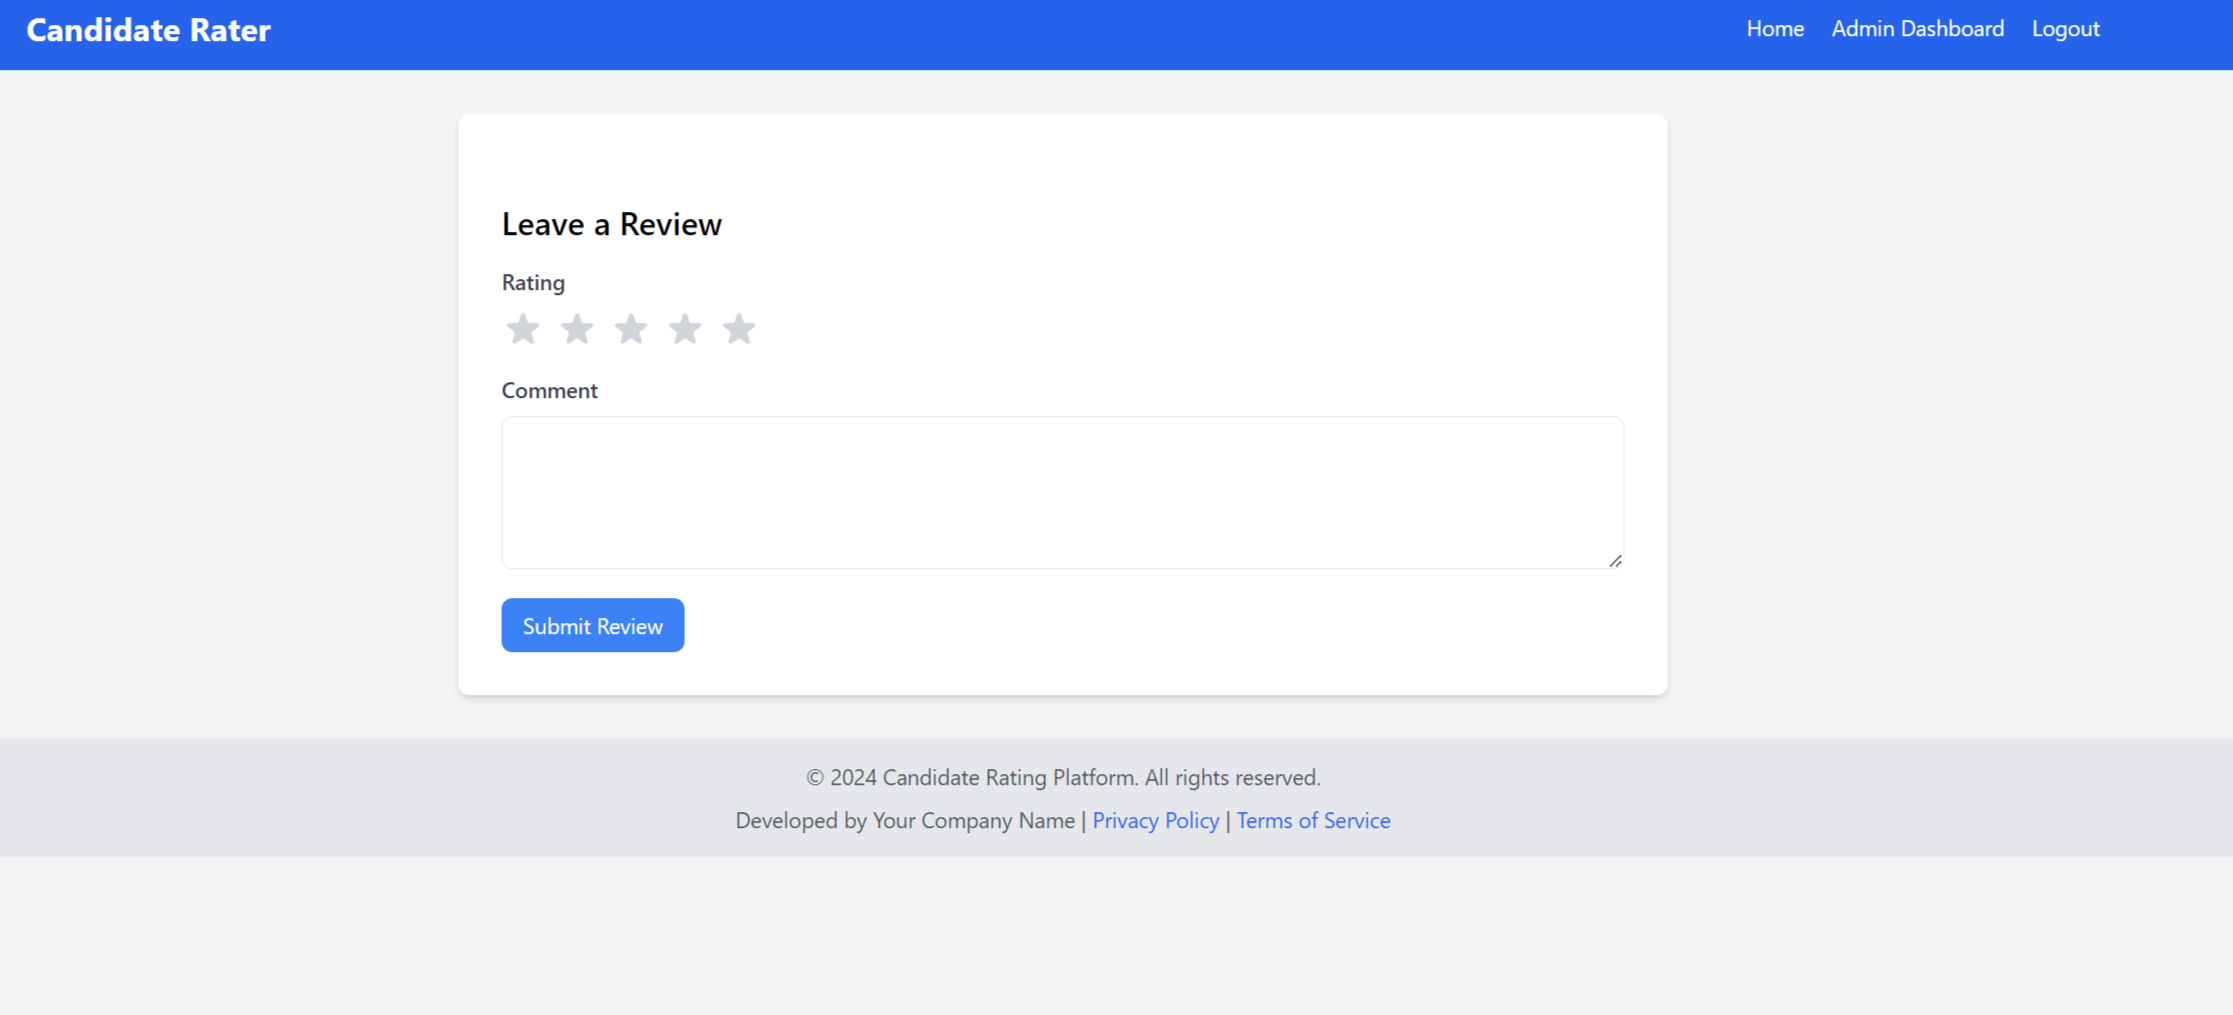 Candidate Rater
Home Admin Dashboard Logout
Leave a Review
Rating
Comment
Submit Review
© 2024 Candidate Rating Platform. All rights reserved.
Developed by Your Company Name | Privacy Policy | Terms of Service